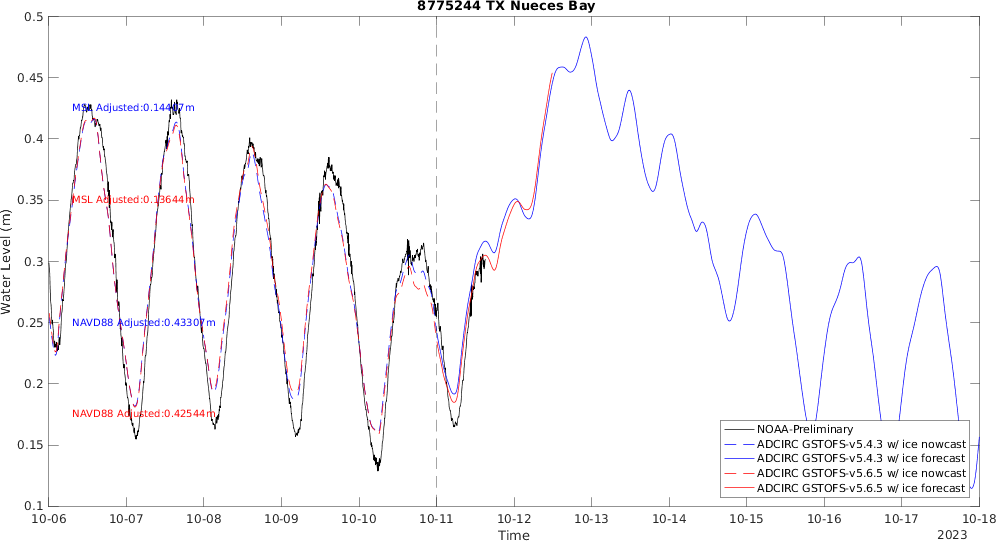 8775244 TX Nueces Bay
Water Level (m)
0.5
0.45
0.4
0.35
0.3
0.25
0.2
0.15
0.1
MSL Adjusted:0.13644m
NAVD88 Adjusted:0.43307m
NAVD88 Adjusted:0.42544m
NOAA-Preliminary
ADCIRC GSTOFS-v5.4.3 w/ ice nowcast
ADCIRC GSTOFS-v5.4.3 w/ ice forecast
ADCIRC GSTOFS-v5.6.5 w/ ice nowcast
ADCIRC GSTOFS-v5.6.5 w/ ice forecast
10-06 10-07 10-08 10-09 10-10 10-11 10-12 10-13 10-14 10-15 10-16 10-17 10-18
Time
2023